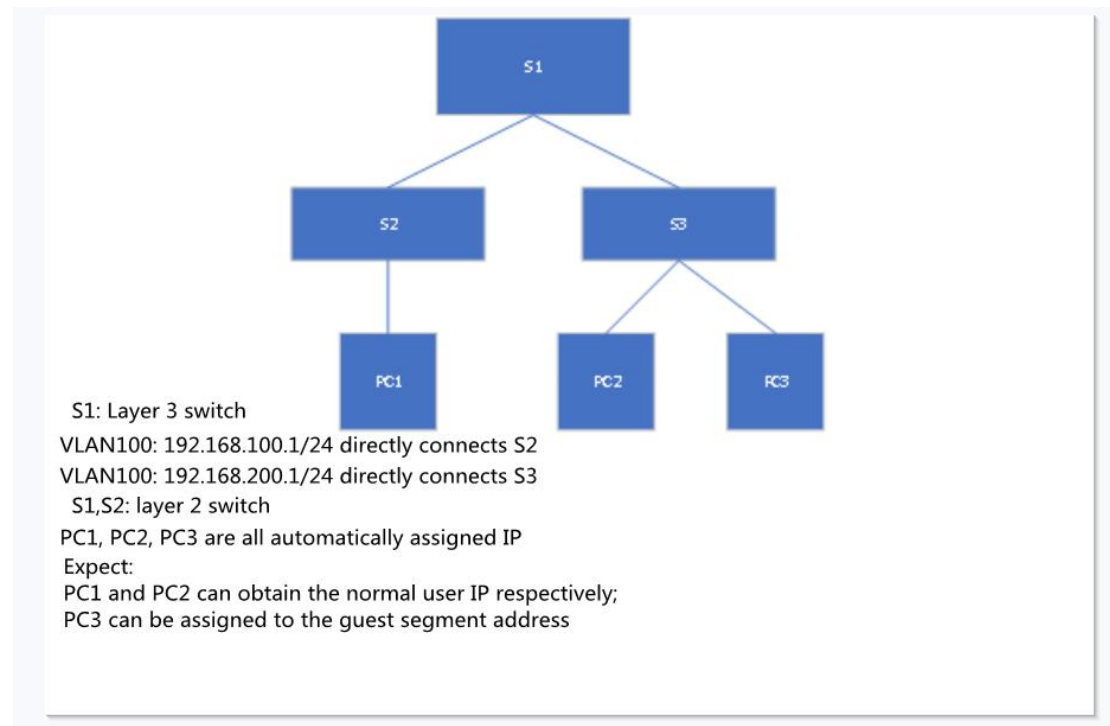 S1
S2
S3
PC1
PC2
PC3
S1: Layer 3 switch
VLAN100: 192.168.100.1/24 directly connects S2
VLAN100: 192.168.200.1/24 directly connects S3
S1,S2: layer 2 switch
PC1, PC2, PC3 are all automatically assigned IP
Expect:
PC1 and PC2 can obtain the normal user IP respectively;
PC3 can be assigned to the guest segment address